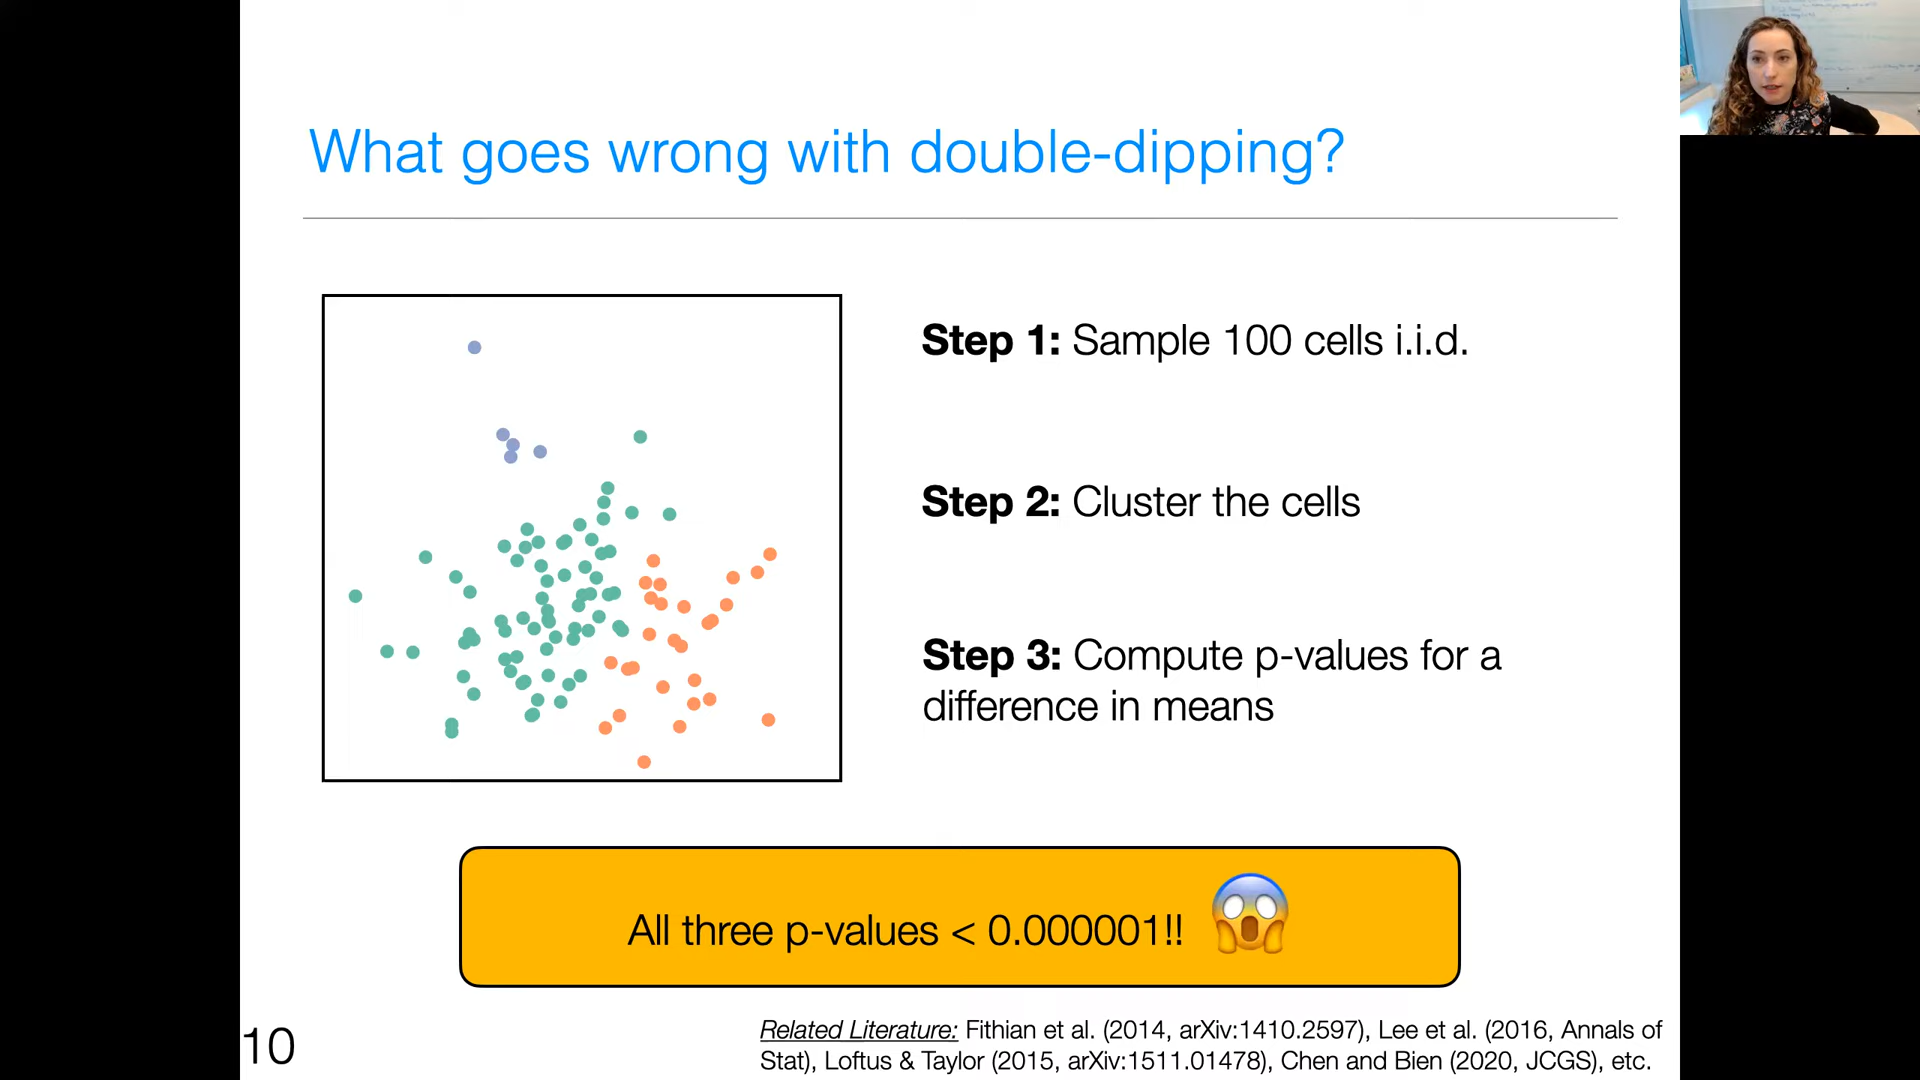 What goes wrong with double-dipping?
Step 1: Sample 100 cells i.i.d.
Step 2: Cluster the cells
Step 3: Compute p-values for a
difference in means
All three p-values < 0.000001!!
10
Related Literature: Fithian et al. (2014, arXiv:1410.2597), Lee et al. (2016, Annals of
Stat), Loftus & Taylor (2015, arXiv:1511.01478), Chen and Bien (2020, JCGS), etc.